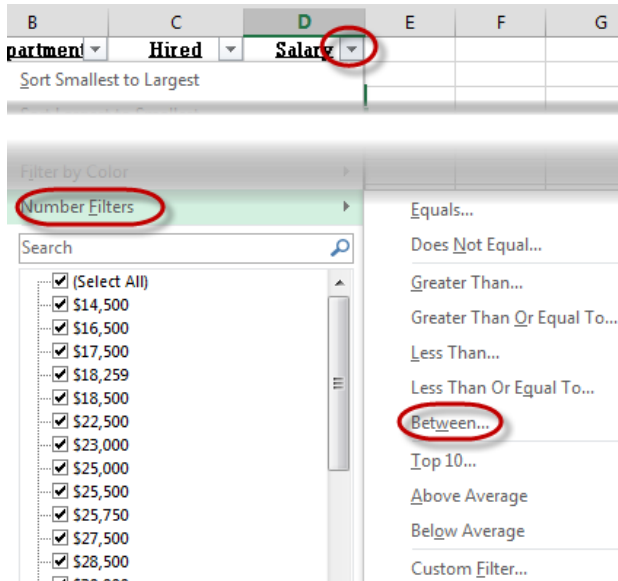 B C D E F G
partment Hired Salary
Sort Smallest to Largest
Filter by Color
Number Filters
Search
(Select All)
$14,500
$16,500
$17,500
$18,259
$18,500
$22,500
$23,000
$25,000
$25,500
$25,750
$27,500
$28,500
Equals...
Does Not Equal...
Greater Than...
Greater Than Or Equal To...
Less Than...
Less Than Or Equal To...
Between...
Top 10...
Above Average
Below Average
Custom Filter...